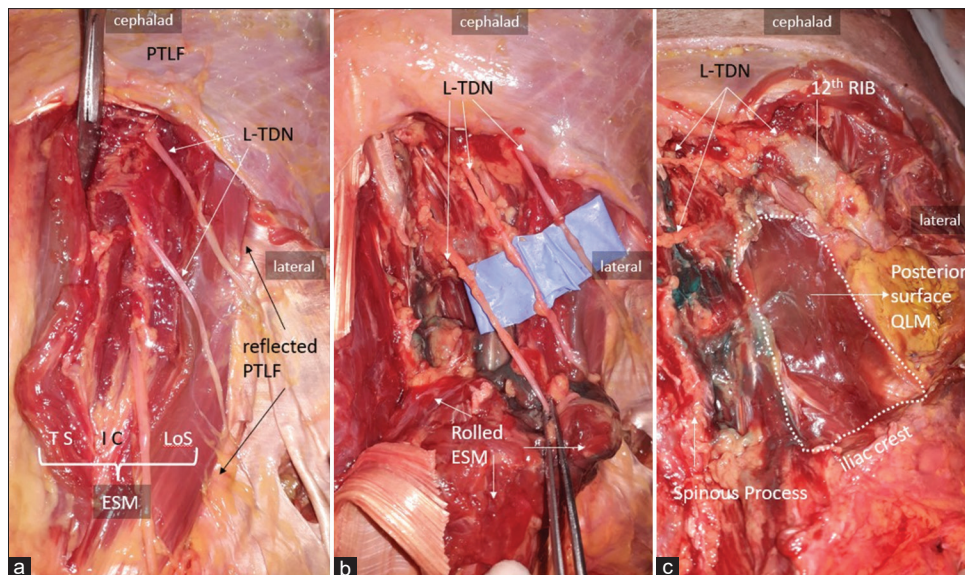 cephalad
PTLF
L-TDN
lateral
reflected
PTLF
T S
I C
LoS
ESM
a
cephalad
L-TDN
lateral
Rolled
ESM
b
cephalad
L-TDN
12th RIB
lateral
Posterior
surface
QLM
iliac crest
Spinous Process
c